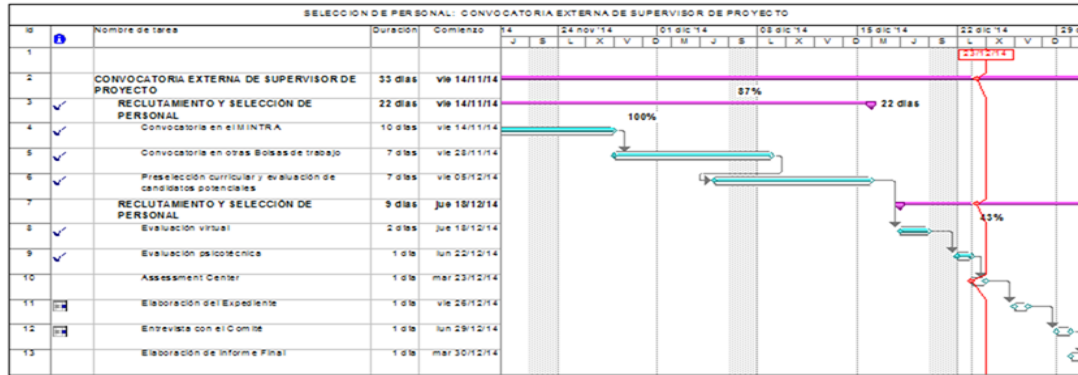 SELECCION DE PERSONAL: CONVOCATORIA EXTERNA DE SUPERVISOR DE PROYECTO
Id Nombre de tarea Duración Comienzo 14 24 nov '14 01 dic '14 08 dic '14 15 dic '14 22 dic '14 29
J S L X V D M J S L X V D M J S L X V D
1 23/12/14
2 CONVOCATORIA EXTERNA DE SUPERVISOR DE PROYECTO 33 días vie 14/11/14
87%
3 RECLUTAMIENTO Y SELECCIÓN DE PERSONAL 22 días vie 14/11/14 22 días
100%
4 Convocatoria en el MINTRA 10 días vie 14/11/14
5 Convocatoria en otras Bolsas de trabajo 7 días vie 28/11/14
6 Preselección curricular y evaluación de candidatos potenciales 7 días vie 05/12/14
7 RECLUTAMIENTO Y SELECCIÓN DE PERSONAL 9 días jue 18/12/14
43%
8 Evaluación virtual 2 días jue 18/12/14
9 Evaluación psicotécnica 1 día lun 22/12/14
10 Assessment Center 1 día mar 23/12/14
11 Elaboración del Expediente 1 día vie 26/12/14
12 Entrevista con el Comité 1 día lun 29/12/14
13 Elaboración de Informe Final 1 día mar 30/12/14